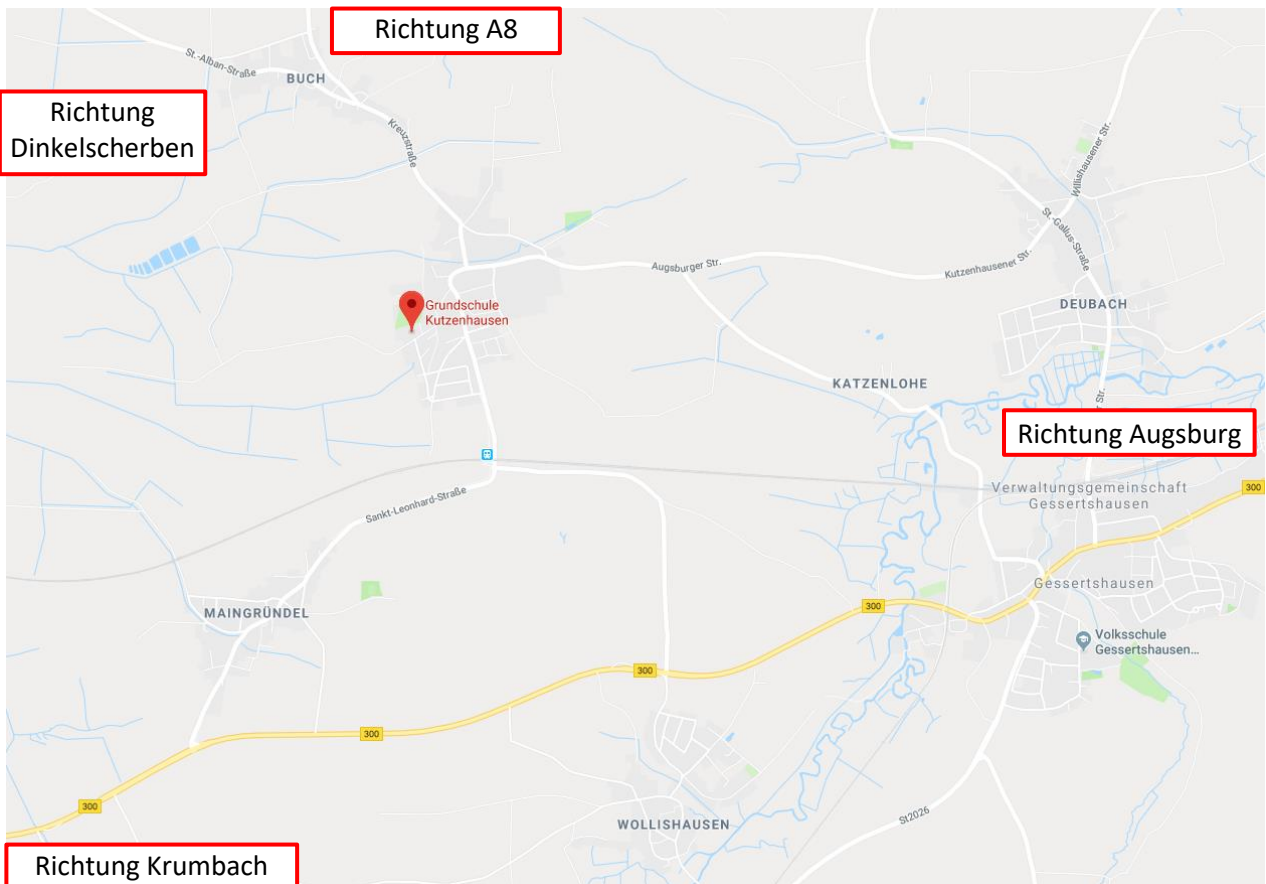 Richtung A8
St.-Alban-Straße
BUCH
Richtung
Dinkelscherben
Kreuzstraße
Willishausener Str.
St.-Gallus-Straße
Augsburger Str.
Kutzenhausener Str.
Grundschule
Kutzenhausen
DEUBACH
KATZENLOHE
Str.
Richtung Augsburg
Verwaltungsgemeinschaft
Gessertshausen
300
Sankt-Leonhard-Straße
Gessertshausen
300
MAINGRÜNDEL
Volksschule
Gessertshausen...
300
300
300
St2026
WOLLISHAUSEN
Richtung Krumbach